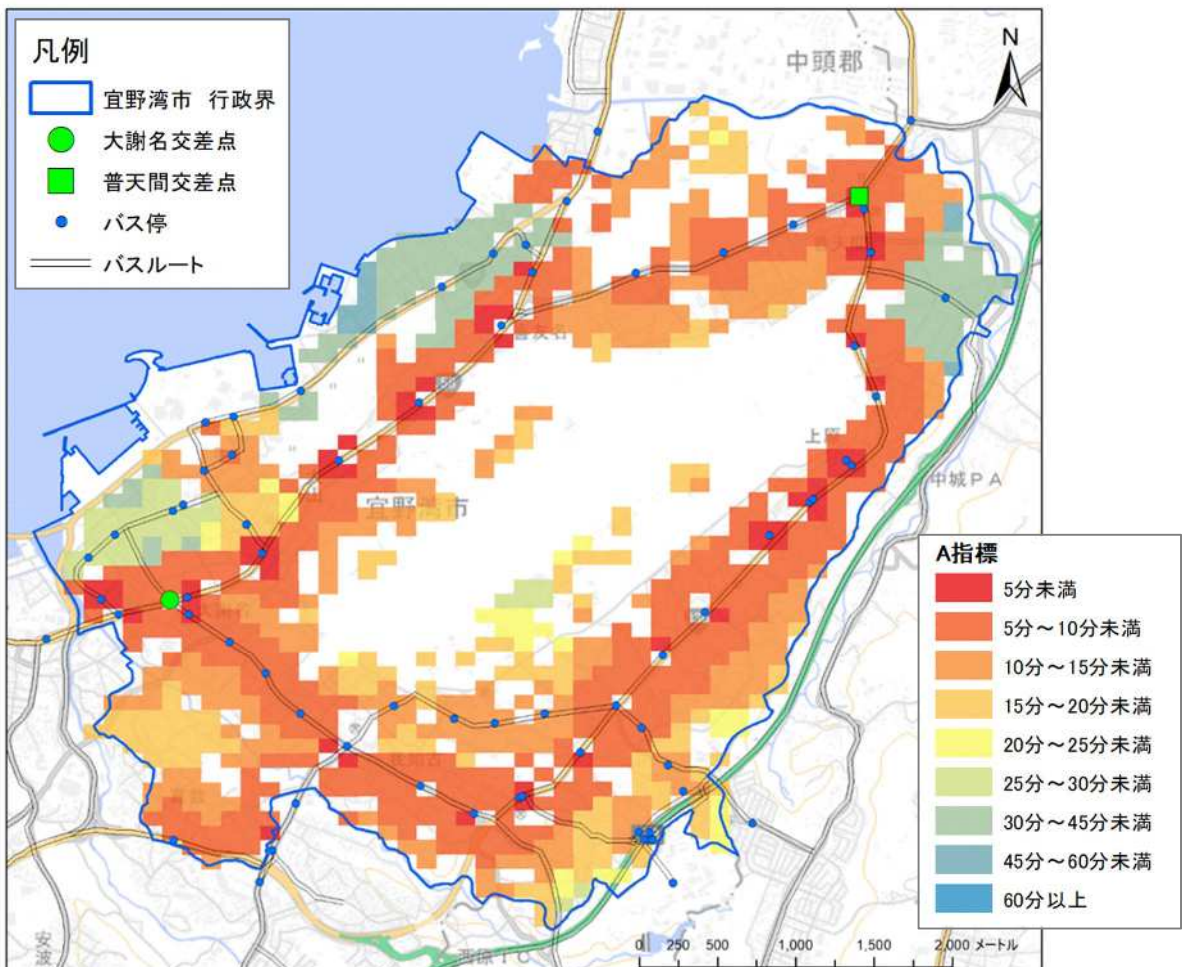 凡例
宜野湾市 行政界
大謝名交差点
普天間交差点
バス停
バスルート
中頭郡
N
喜友名
上原
宜野湾市
中城PA
A指標
5分未満
5分~10分未満
10分~15分未満
15分~20分未満
20分~25分未満
25分~30分未満
30分~45分未満
45分~60分未満
60分以上
西原IC
0 250 500 1,000 1,500 2,000 メートル